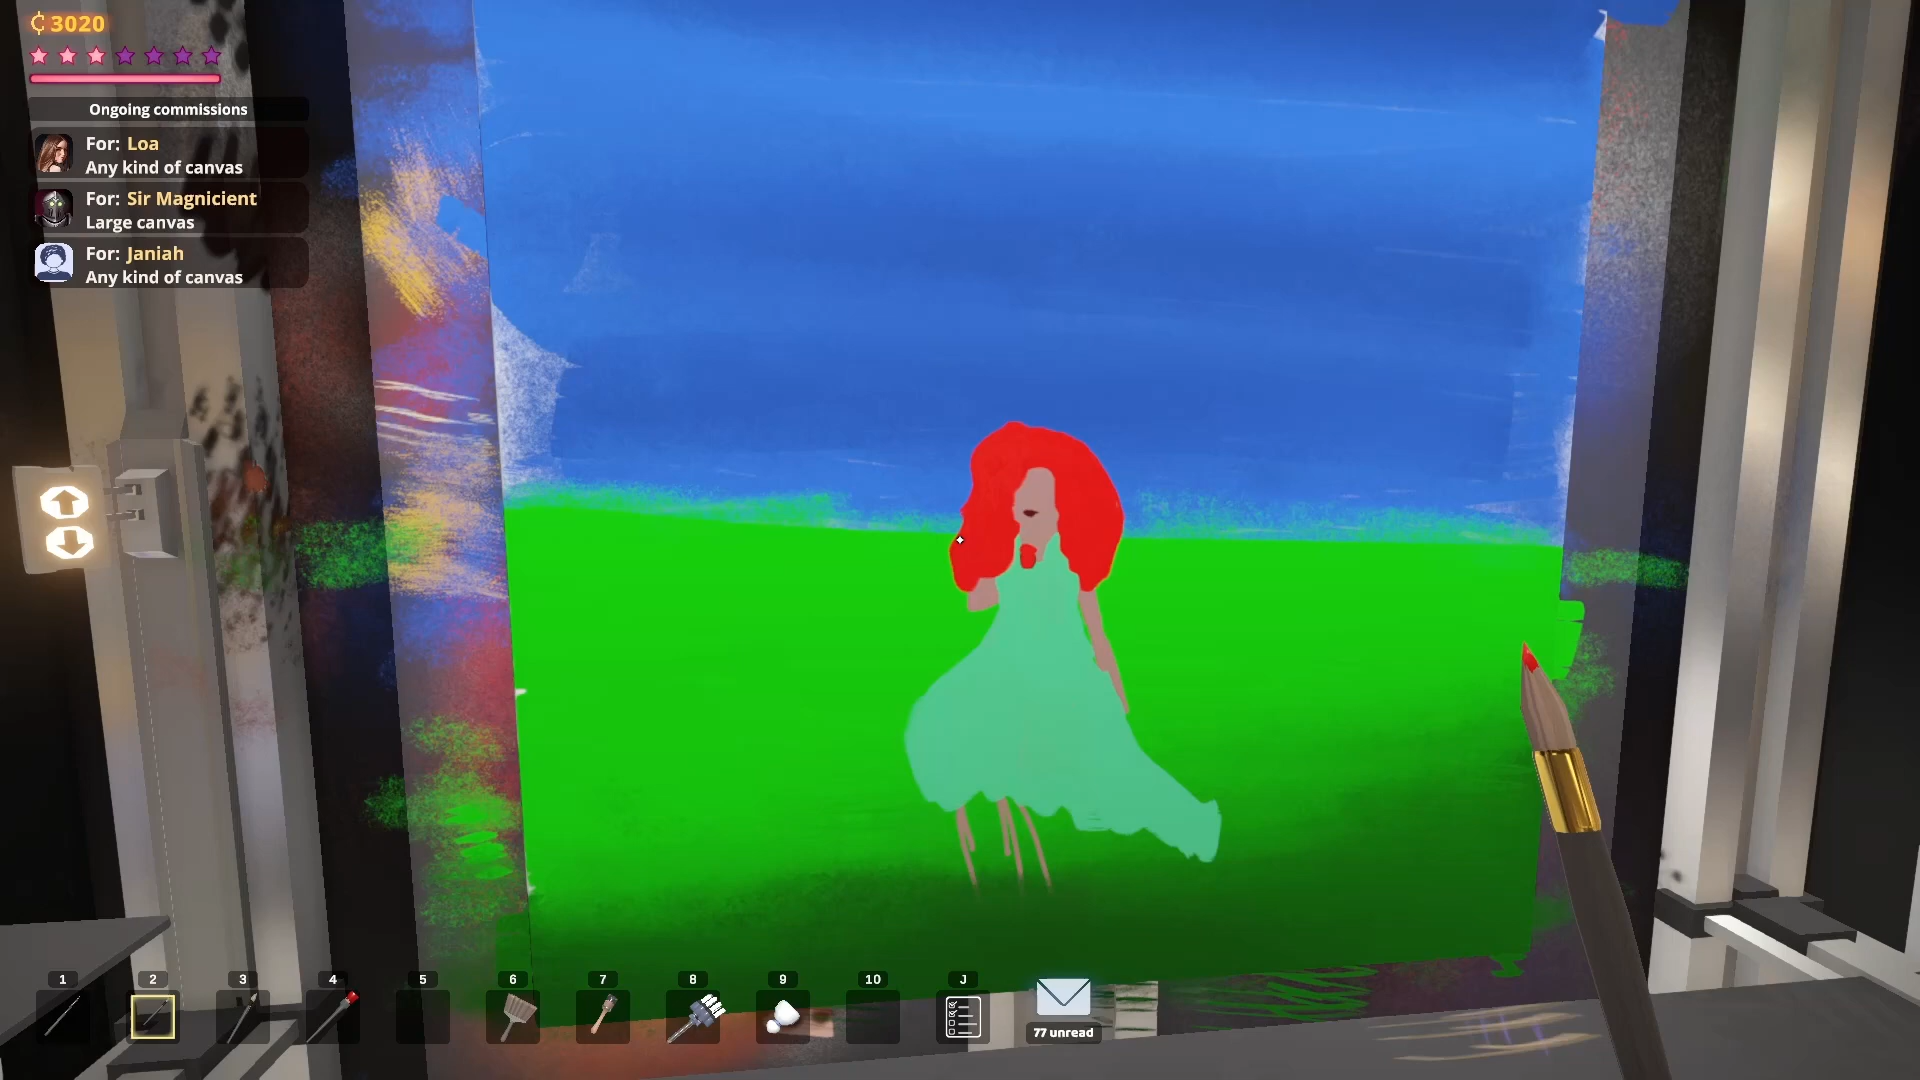 ₵ 3020
Ongoing commissions
For: Loa
Any kind of canvas
For: Sir Magnicient
Large canvas
For: Janiah
Any kind of canvas
1 2 3 4 5 6 7 8 9 10 J
77 unread